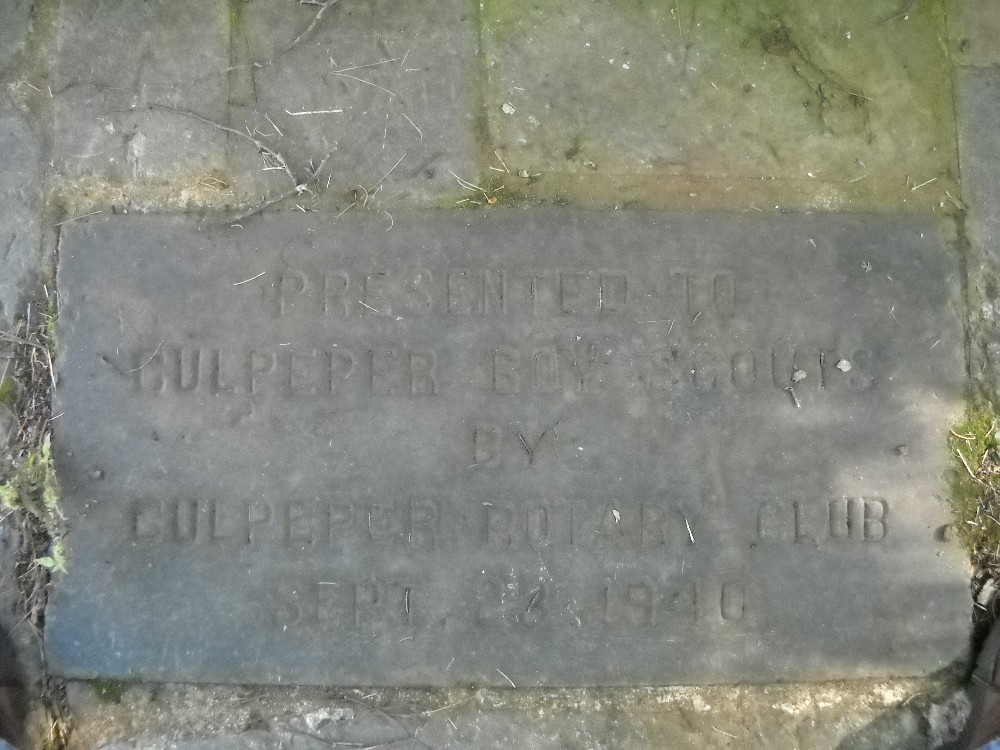 PRESENTED TO
CULPEPER BOY SCOUTS
BY
CULPEPER ROTARY CLUB
SEPT. 1940